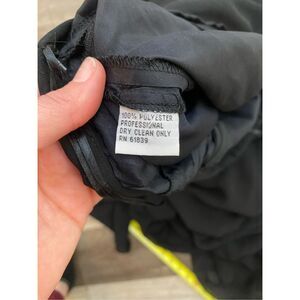 100% POLYESTER
PROFESSIONAL
DRY CLEAN ONLY
RN 61839